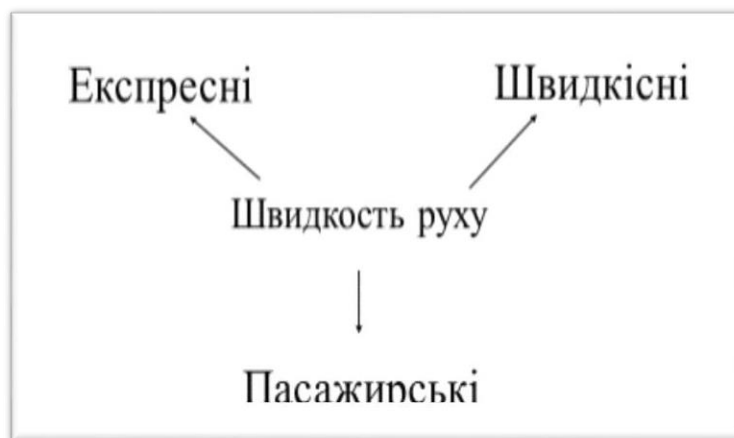 Експресні
Швидкісні
Швидкость руху
Пасажирські